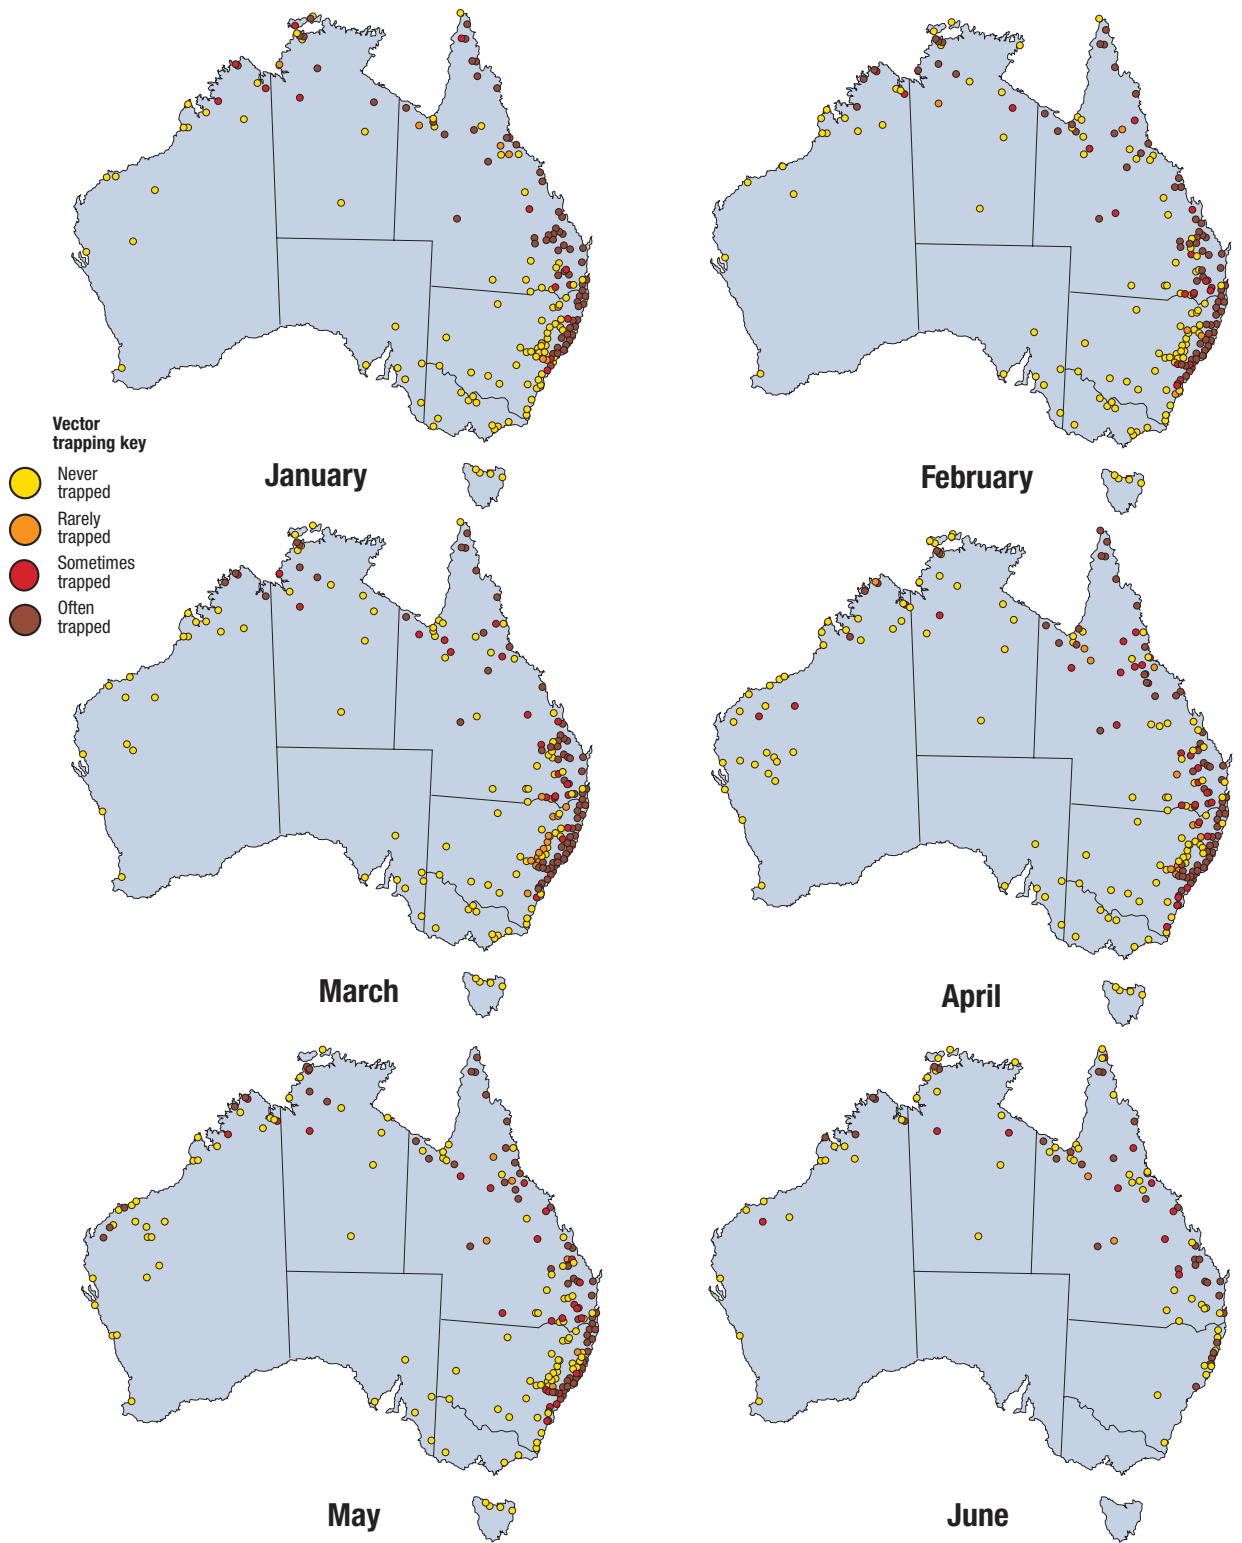 Vector
trapping key
Never
trapped
Rarely
trapped
Sometimes
trapped
Often
trapped
January
February
March
April
May
June